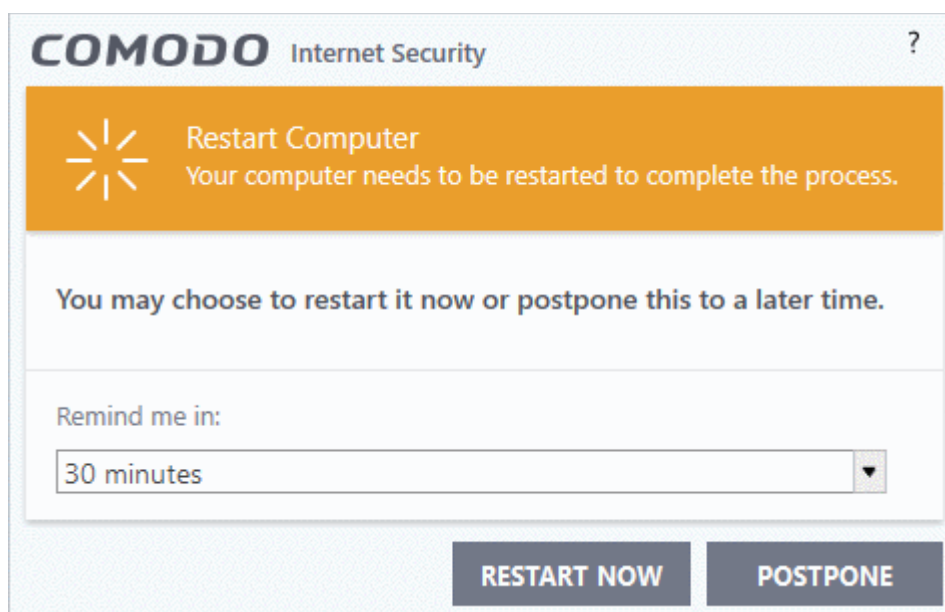 COMODO Internet Security ?
Restart Computer
Your computer needs to be restarted to complete the process.
You may choose to restart it now or postpone this to a later time.
Remind me in:
30 minutes
RESTART NOW POSTPONE